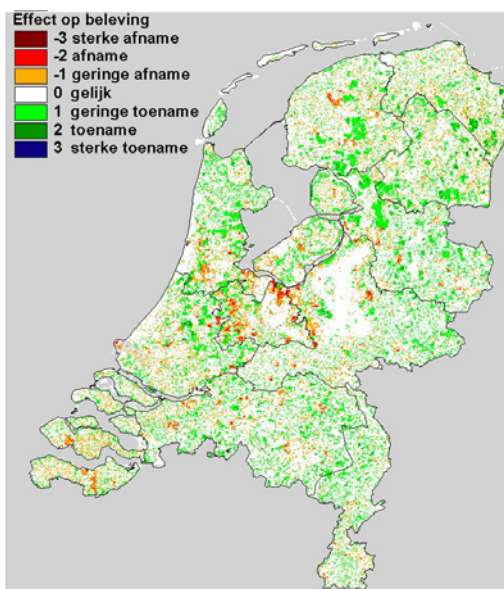 Effect op beleving
-3 sterke afname
-2 afname
-1 geringe afname
0 gelijk
1 geringe toename
2 toename
3 sterke toename